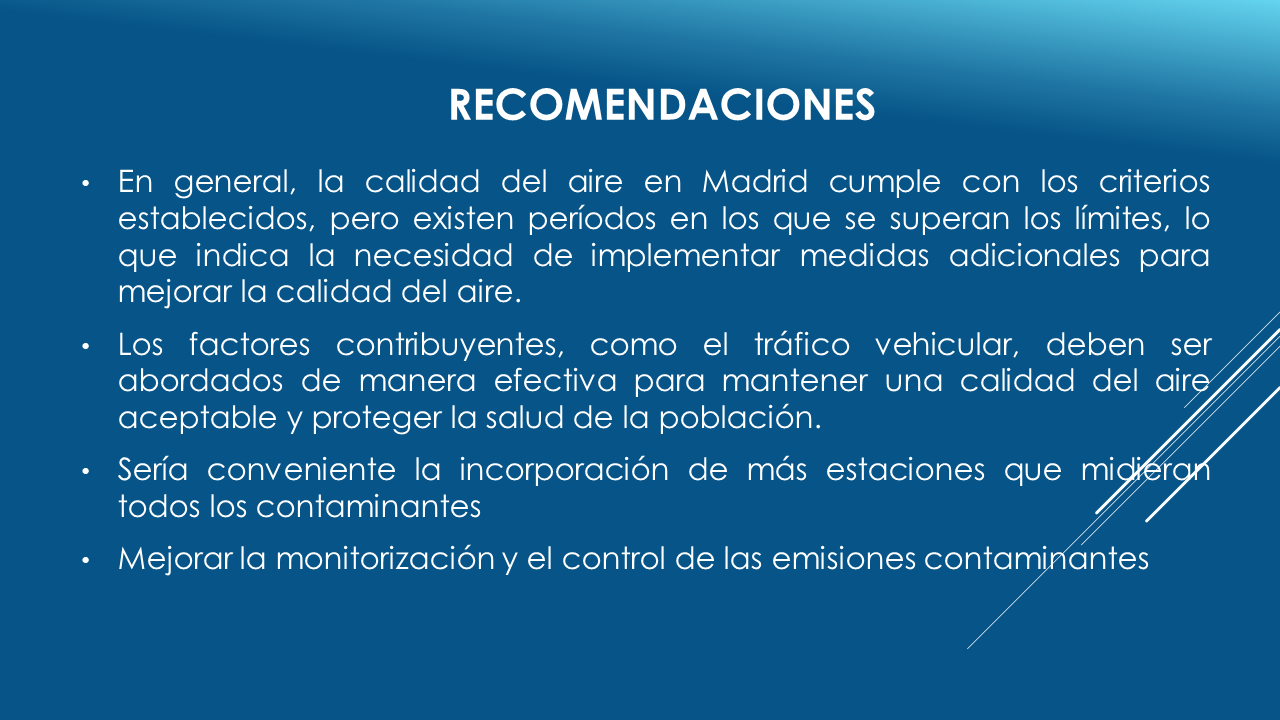 RECOMENDACIONES
• En general, la calidad del aire en Madrid cumple con los criterios
establecidos, pero existen períodos en los que se superan los límites, lo
que indica la necesidad de implementar medidas adicionales para
mejorar la calidad del aire.
• Los factores contribuyentes, como el tráfico vehicular, deben ser
abordados de manera efectiva para mantener una calidad del aire
aceptable y proteger la salud de la población.
• Sería conveniente la incorporación de más estaciones que midieran
todos los contaminantes
• Mejorar la monitorización y el control de las emisiones contaminantes